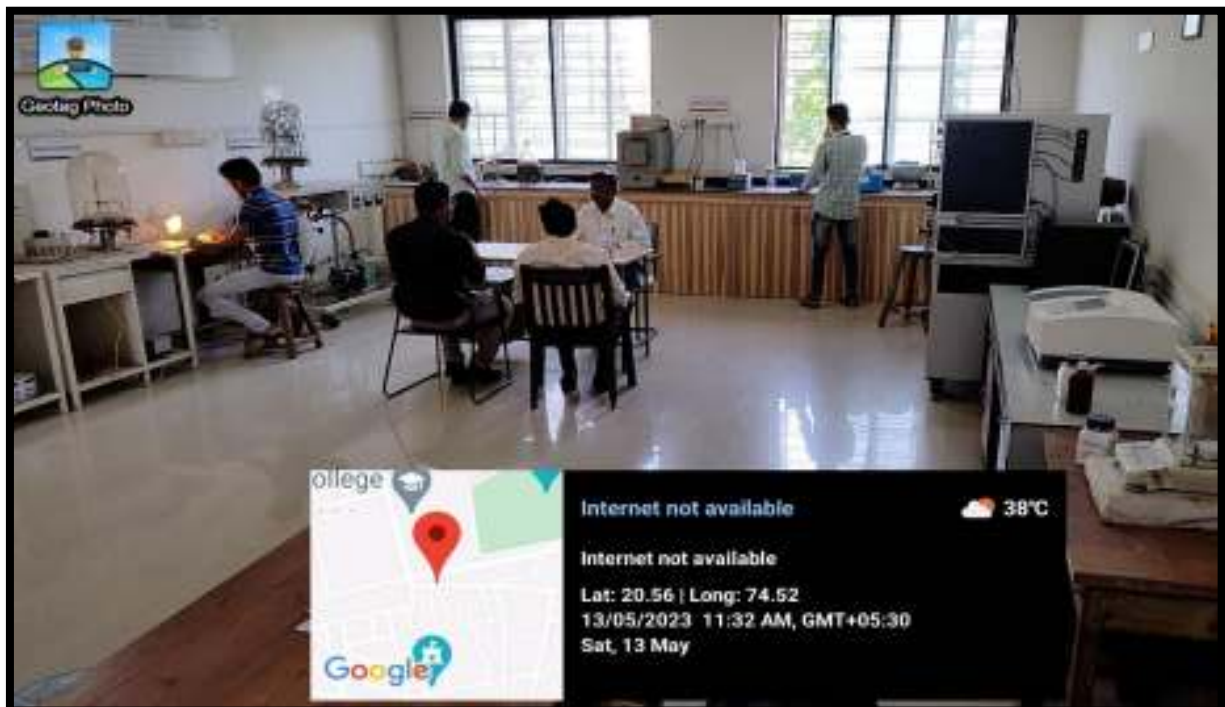 Geotag Photo
ollege
Google
Internet not available
38°C
Internet not available
Lat: 20.56 | Long: 74.52
13/05/2023 11:32 AM, GMT+05:30
Sat, 13 May